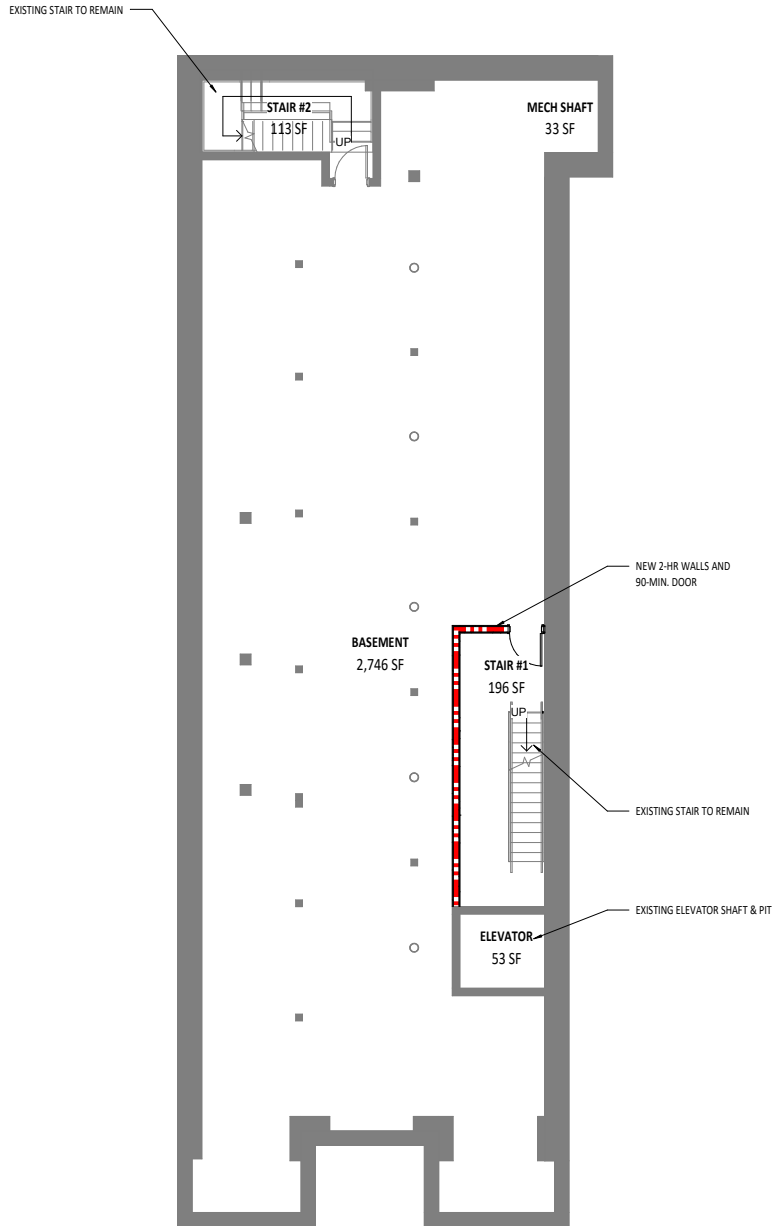 EXISTING STAIR TO REMAIN
STAIR #2
113 SF
UP
MECH SHAFT
33 SF
NEW 2-HR WALLS AND
90-MIN. DOOR
BASEMENT
2,746 SF
STAIR #1
196 SF
UP
EXISTING STAIR TO REMAIN
EXISTING ELEVATOR SHAFT & PIT
ELEVATOR
53 SF